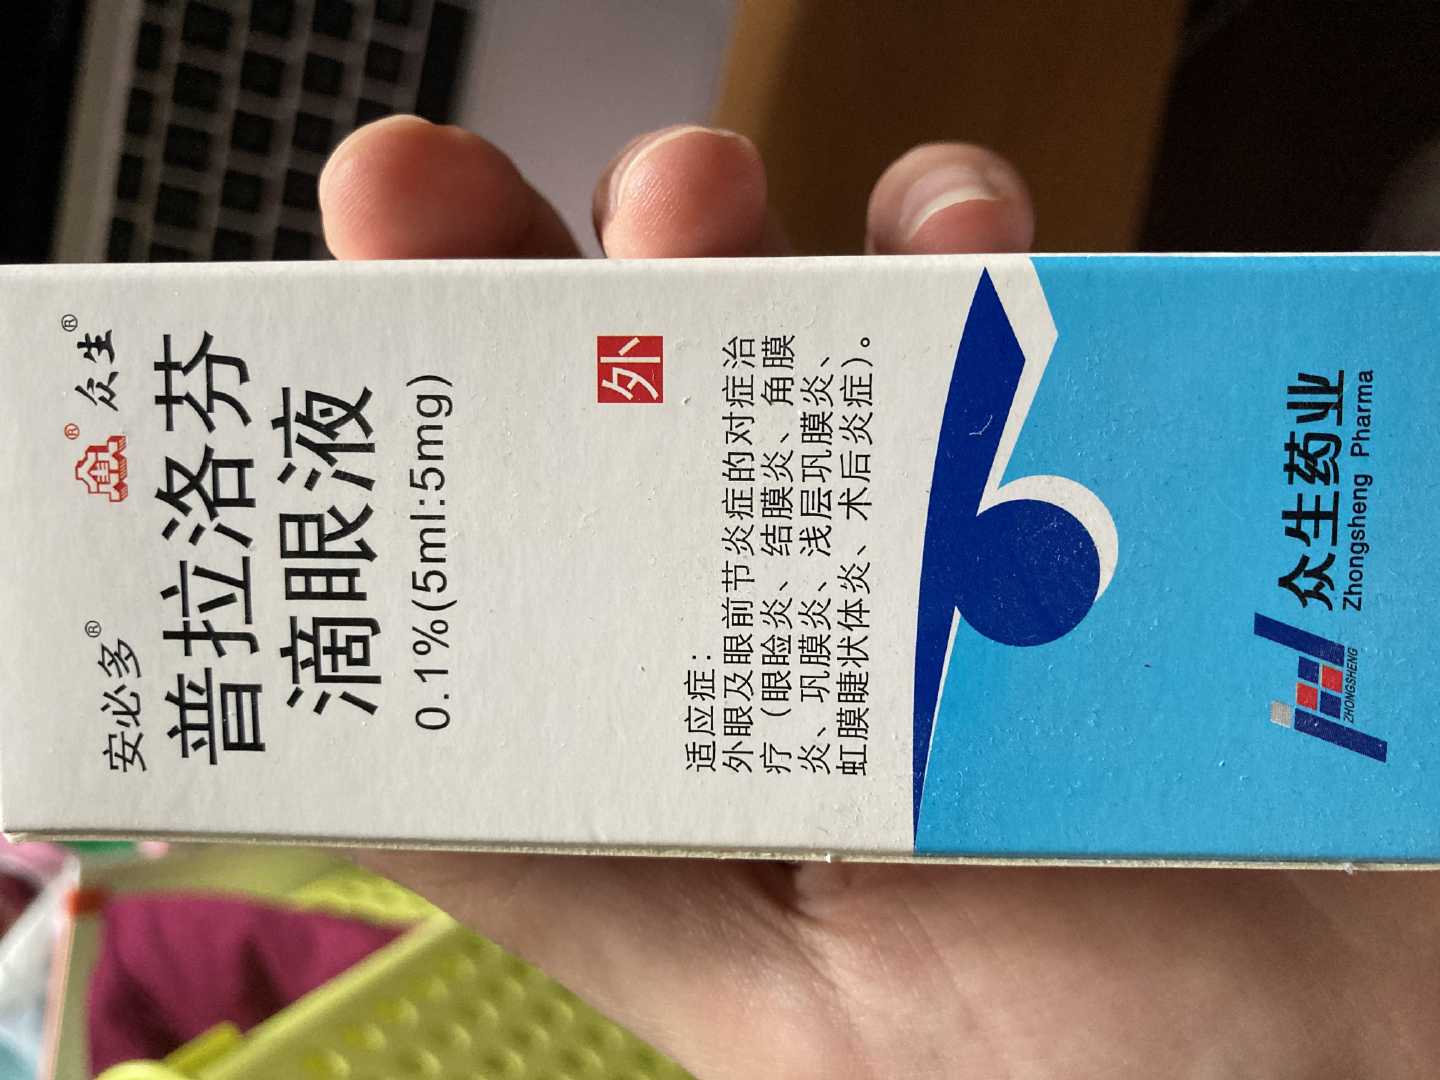 安必多® ® 众生®
普拉洛芬
滴眼液
0.1%(5ml:5mg)
外
适应症：
外眼及眼前节炎症的对症治
疗（眼睑炎、结膜炎、角膜
炎、巩膜炎、浅层巩膜炎、
虹膜睫状体炎、术后炎症）。
众生药业
Zhongsheng Pharma
ZHONGSHENG